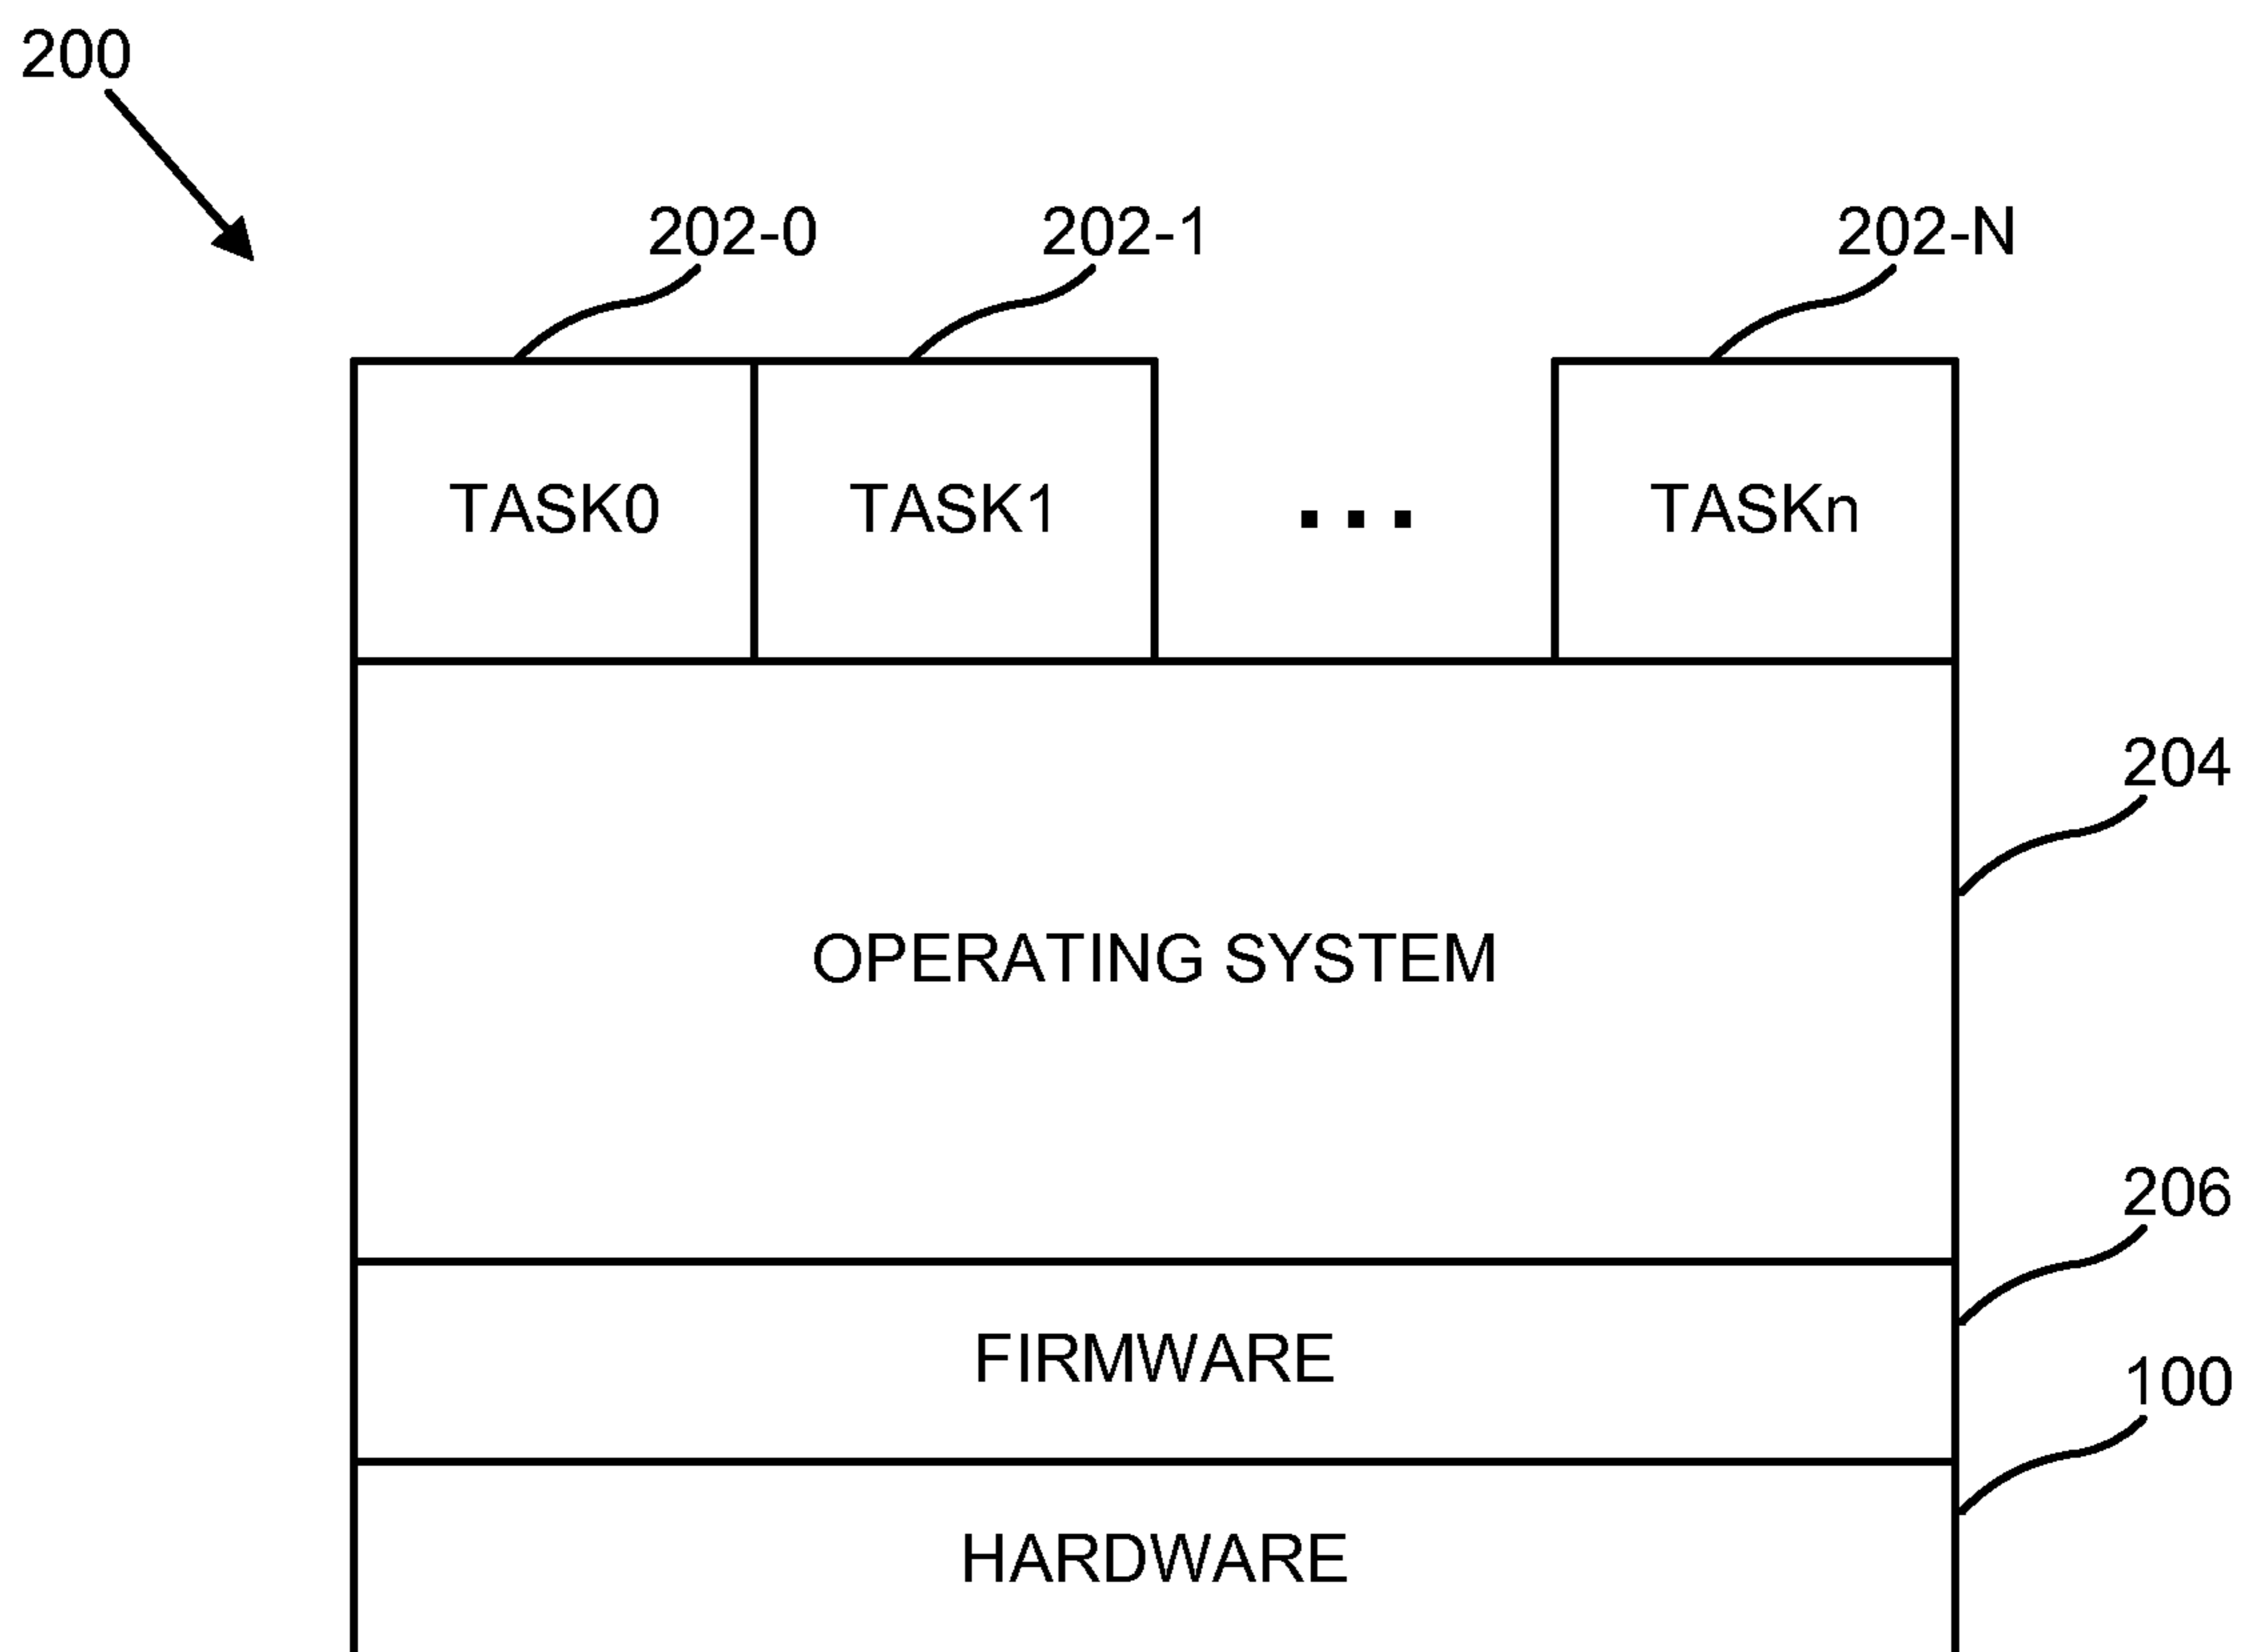 200
202-0 202-1 202-N
TASK0 TASK1 ... TASKn
204
OPERATING SYSTEM
206
FIRMWARE
100
HARDWARE